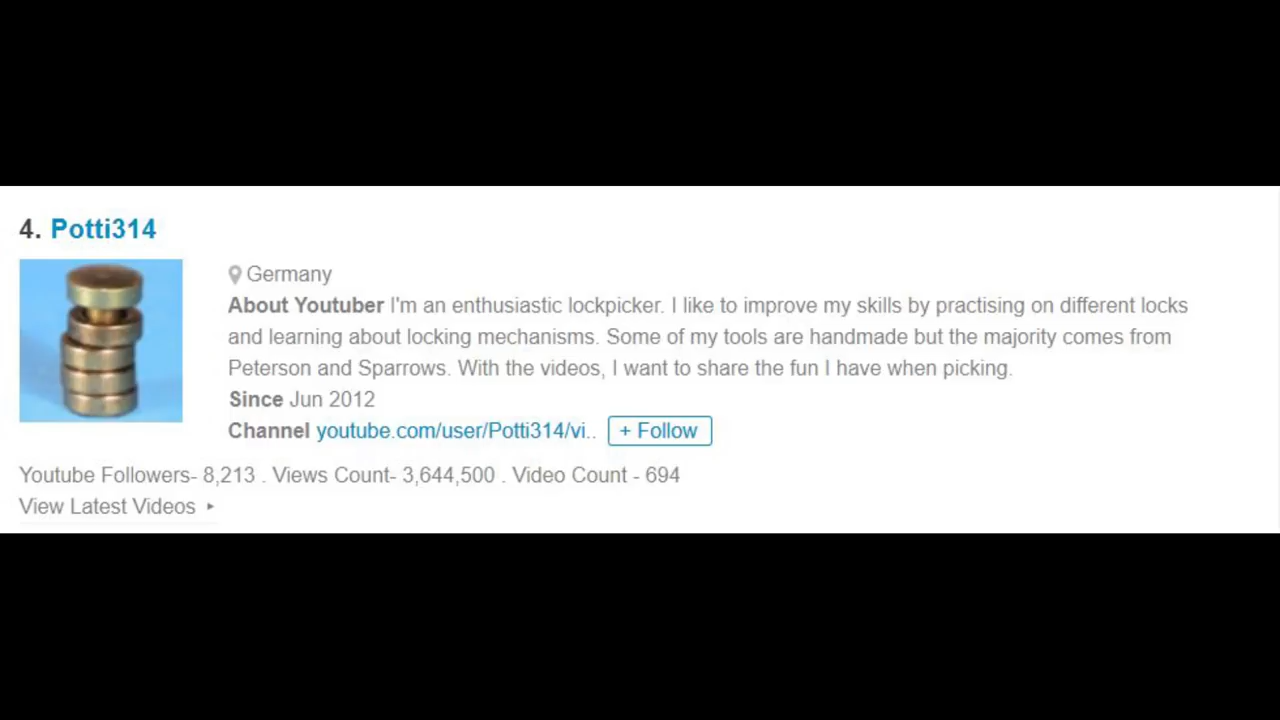 4. Potti314
Germany
About Youtuber I'm an enthusiastic lockpicker. I like to improve my skills by practising on different locks
and learning about locking mechanisms. Some of my tools are handmade but the majority comes from
Peterson and Sparrows. With the videos, I want to share the fun I have when picking.
Since Jun 2012
Channel youtube.com/user/Potti314/vi.. + Follow
Youtube Followers- 8,213 . Views Count- 3,644,500 . Video Count - 694
View Latest Videos ▸